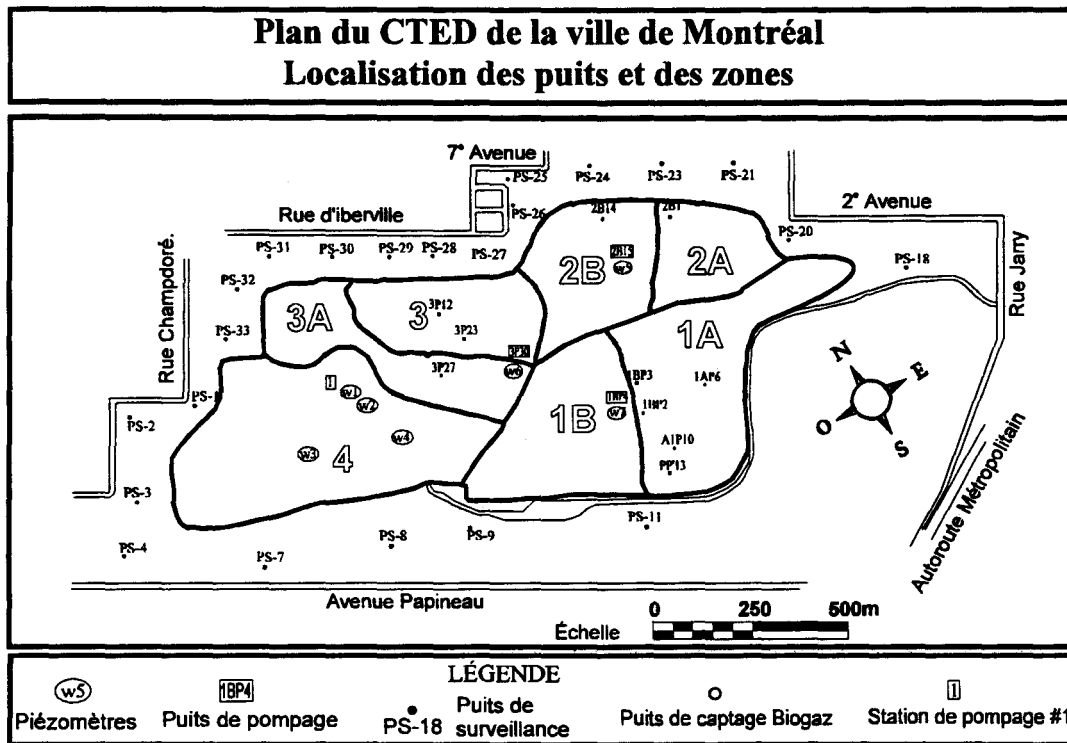 Plan du CTED de la ville de Montréal
Localisation des puits et des zones
7e Avenue
PS-25
PS-24
PS-23
PS-21
2e Avenue
Rue d'iberville
PS-26
2B14
2B1
PS-20
PS-31
PS-30
PS-29
PS-28
PS-27
2B15
w5
2B
2A
PS-18
Rue Jarry
Rue Champdoré.
PS-32
3A
3
3P12
PS-33
3P23
1A
3P30
w6
3P27
1BP3
1AP6
N
E
O
S
1
w1
w2
1BP4
1B
PS-2
w4
w3
4
A1P10
PP13
PS-3
PS-11
PS-4
PS-7
PS-8
PS-9
Autoroute Métropolitain
Avenue Papineau
0 250 500m
Échelle
LÉGENDE
w5
1BP4
1
Piézomètres
Puits de pompage
PS-18
Puits de
surveillance
Puits de captage Biogaz
Station de pompage #1